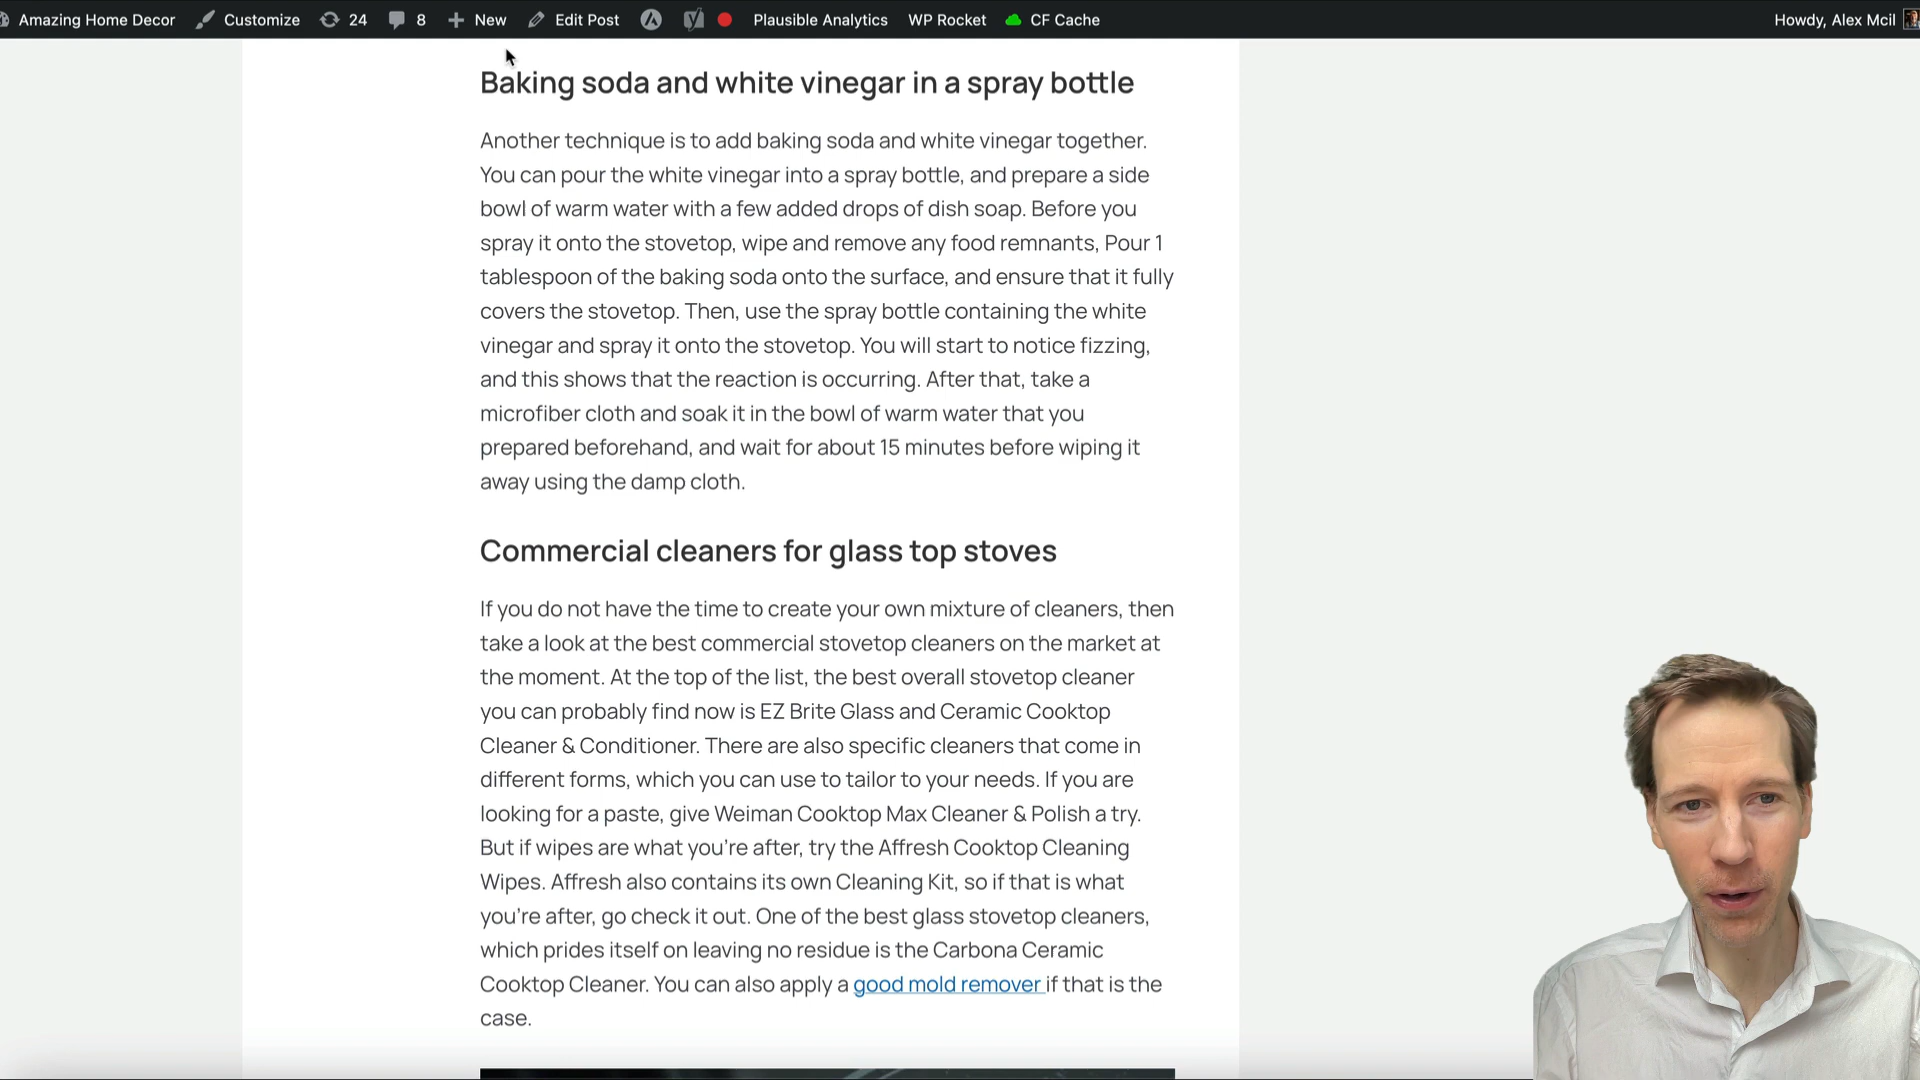 Amazing Home Decor Customize 24 8 New Edit Post Plausible Analytics WP Rocket CF Cache Howdy, Alex Mcil
Baking soda and white vinegar in a spray bottle
Another technique is to add baking soda and white vinegar together.
You can pour the white vinegar into a spray bottle, and prepare a side
bowl of warm water with a few added drops of dish soap. Before you
spray it onto the stovetop, wipe and remove any food remnants, Pour 1
tablespoon of the baking soda onto the surface, and ensure that it fully
covers the stovetop. Then, use the spray bottle containing the white
vinegar and spray it onto the stovetop. You will start to notice fizzing,
and this shows that the reaction is occurring. After that, take a
microfiber cloth and soak it in the bowl of warm water that you
prepared beforehand, and wait for about 15 minutes before wiping it
away using the damp cloth.
Commercial cleaners for glass top stoves
If you do not have the time to create your own mixture of cleaners, then
take a look at the best commercial stovetop cleaners on the market at
the moment. At the top of the list, the best overall stovetop cleaner
you can probably find now is EZ Brite Glass and Ceramic Cooktop
Cleaner & Conditioner. There are also specific cleaners that come in
different forms, which you can use to tailor to your needs. If you are
looking for a paste, give Weiman Cooktop Max Cleaner & Polish a try.
But if wipes are what you're after, try the Affresh Cooktop Cleaning
Wipes. Affresh also contains its own Cleaning Kit, so if that is what
you're after, go check it out. One of the best glass stovetop cleaners,
which prides itself on leaving no residue is the Carbona Ceramic
Cooktop Cleaner. You can also apply a good mold remover if that is the
case.